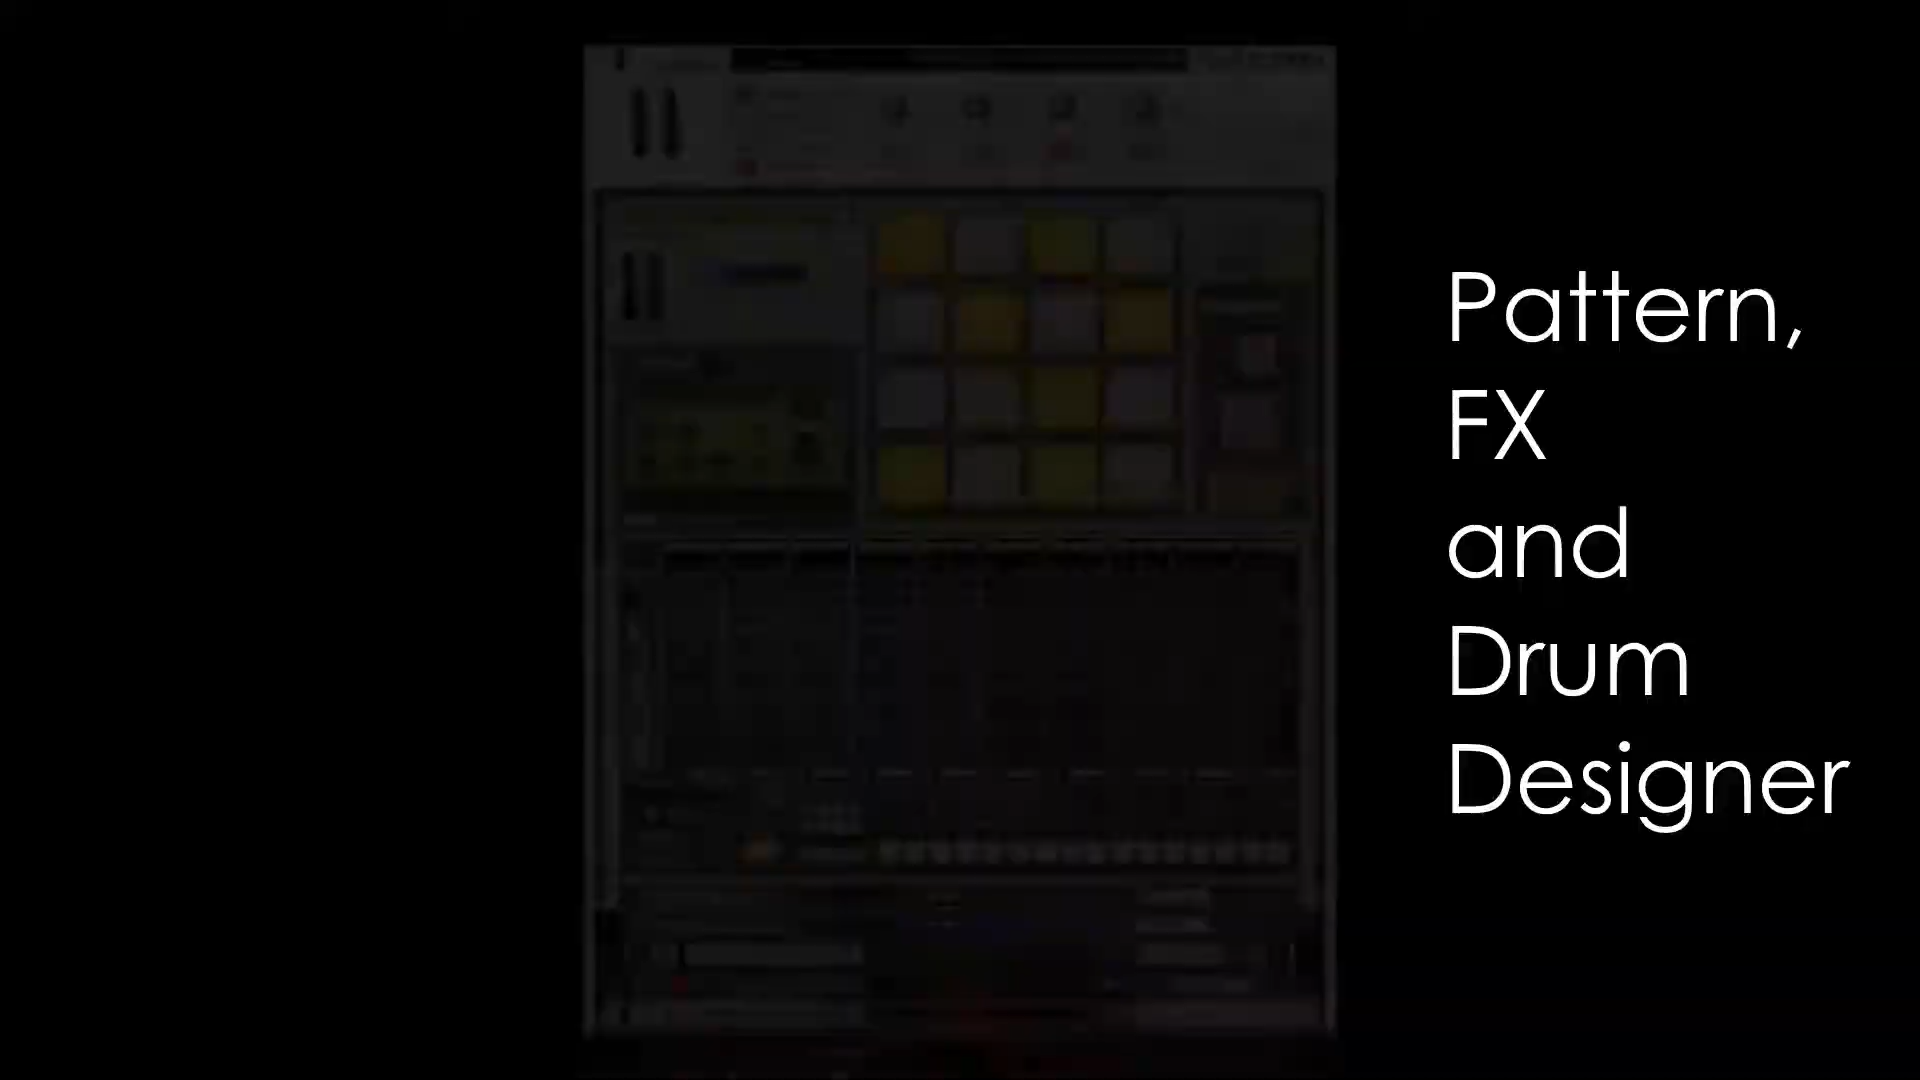 Pattern,
FX
and
Drum
Designer